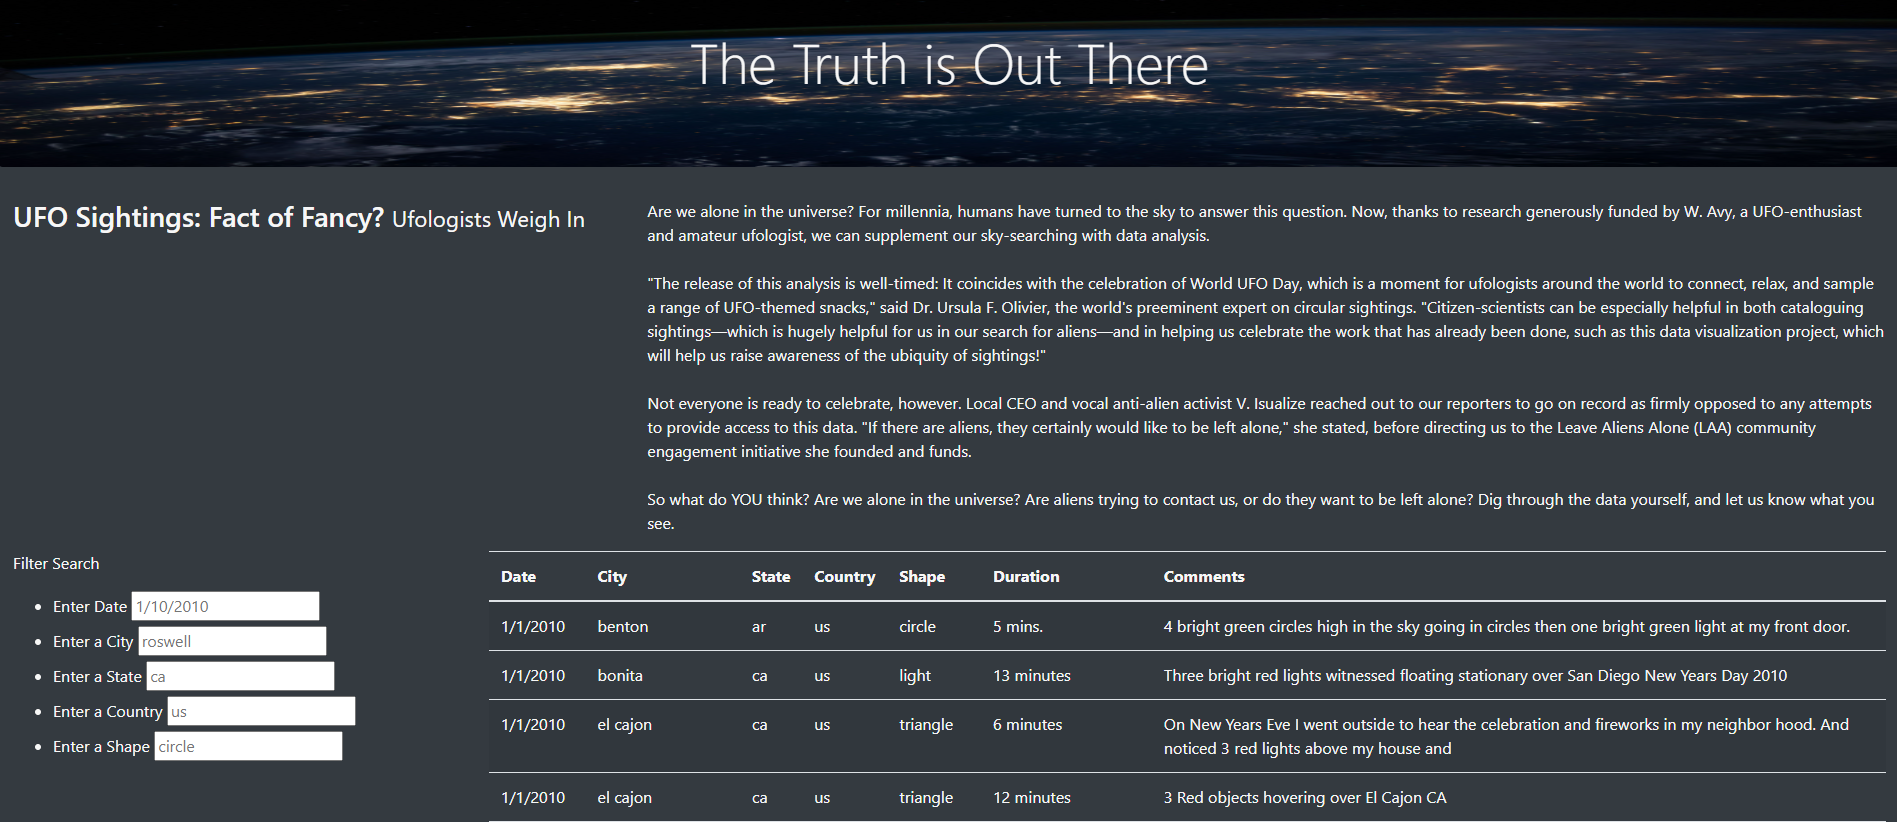 The Truth is Out There
UFO Sightings: Fact of Fancy? Ufologists Weigh In
Are we alone in the universe? For millennia, humans have turned to the sky to answer this question. Now, thanks to research generously funded by W. Avy, a UFO-enthusiast
and amateur ufologist, we can supplement our sky-searching with data analysis.
"The release of this analysis is well-timed: It coincides with the celebration of World UFO Day, which is a moment for ufologists around the world to connect, relax, and sample
a range of UFO-themed snacks," said Dr. Ursula F. Olivier, the world's preeminent expert on circular sightings. "Citizen-scientists can be especially helpful in both cataloguing
sightings—which is hugely helpful for us in our search for aliens—and in helping us celebrate the work that has already been done, such as this data visualization project, which
will help us raise awareness of the ubiquity of sightings!"
Not everyone is ready to celebrate, however. Local CEO and vocal anti-alien activist V. Isualize reached out to our reporters to go on record as firmly opposed to any attempts
to provide access to this data. "If there are aliens, they certainly would like to be left alone," she stated, before directing us to the Leave Aliens Alone (LAA) community
engagement initiative she founded and funds.
So what do YOU think? Are we alone in the universe? Are aliens trying to contact us, or do they want to be left alone? Dig through the data yourself, and let us know what you
see.
Filter Search
• Enter Date 1/10/2010
• Enter a City roswell
• Enter a State ca
• Enter a Country us
• Enter a Shape circle
Date City State Country Shape Duration Comments
1/1/2010 benton ar us circle 5 mins. 4 bright green circles high in the sky going in circles then one bright green light at my front door.
1/1/2010 bonita ca us light 13 minutes Three bright red lights witnessed floating stationary over San Diego New Years Day 2010
1/1/2010 el cajon ca us triangle 6 minutes On New Years Eve I went outside to hear the celebration and fireworks in my neighbor hood. And
noticed 3 red lights above my house and
1/1/2010 el cajon ca us triangle 12 minutes 3 Red objects hovering over El Cajon CA